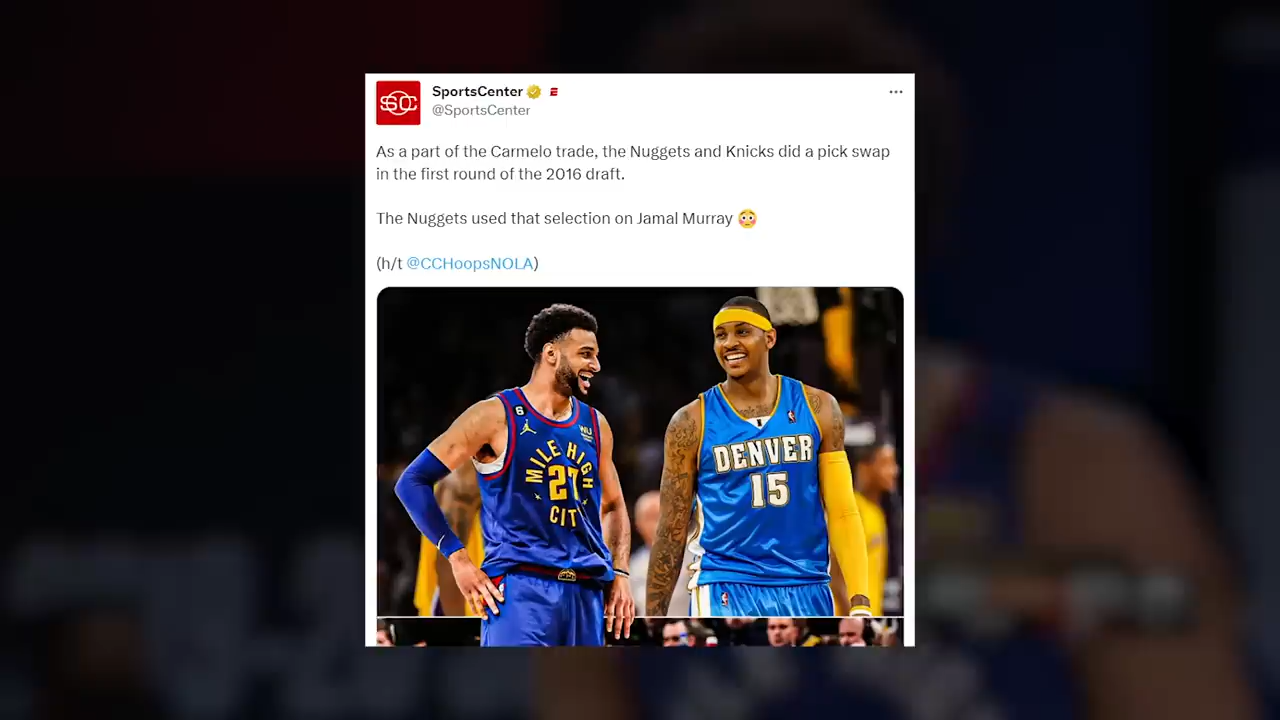 SC
SportsCenter
@SportsCenter
As a part of the Carmelo trade, the Nuggets and Knicks did a pick swap
in the first round of the 2016 draft.
The Nuggets used that selection on Jamal Murray 😳
(h/t @CCHoopsNOLA)
6
MILE HIGH
27
CITY
DENVER
15